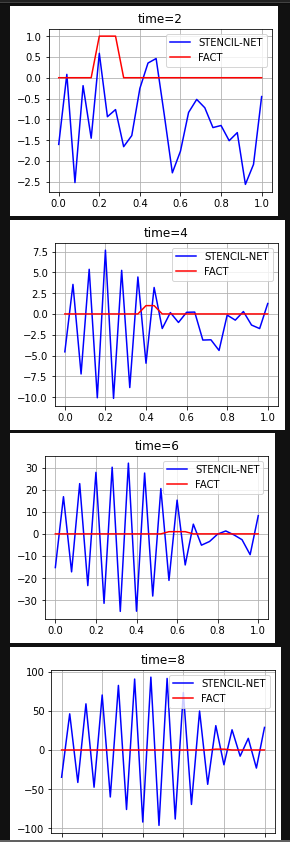 time=2
STENCIL-NET
FACT
1.0
0.5
0.0
−0.5
−1.0
−1.5
−2.0
−2.5
0.0 0.2 0.4 0.6 0.8 1.0
time=4
STENCIL-NET
FACT
7.5
5.0
2.5
0.0
−2.5
−5.0
−7.5
−10.0
0.0 0.2 0.4 0.6 0.8 1.0
time=6
STENCIL-NET
FACT
30
20
10
0
−10
−20
−30
0.0 0.2 0.4 0.6 0.8 1.0
time=8
STENCIL-NET
FACT
100
50
0
−50
−100